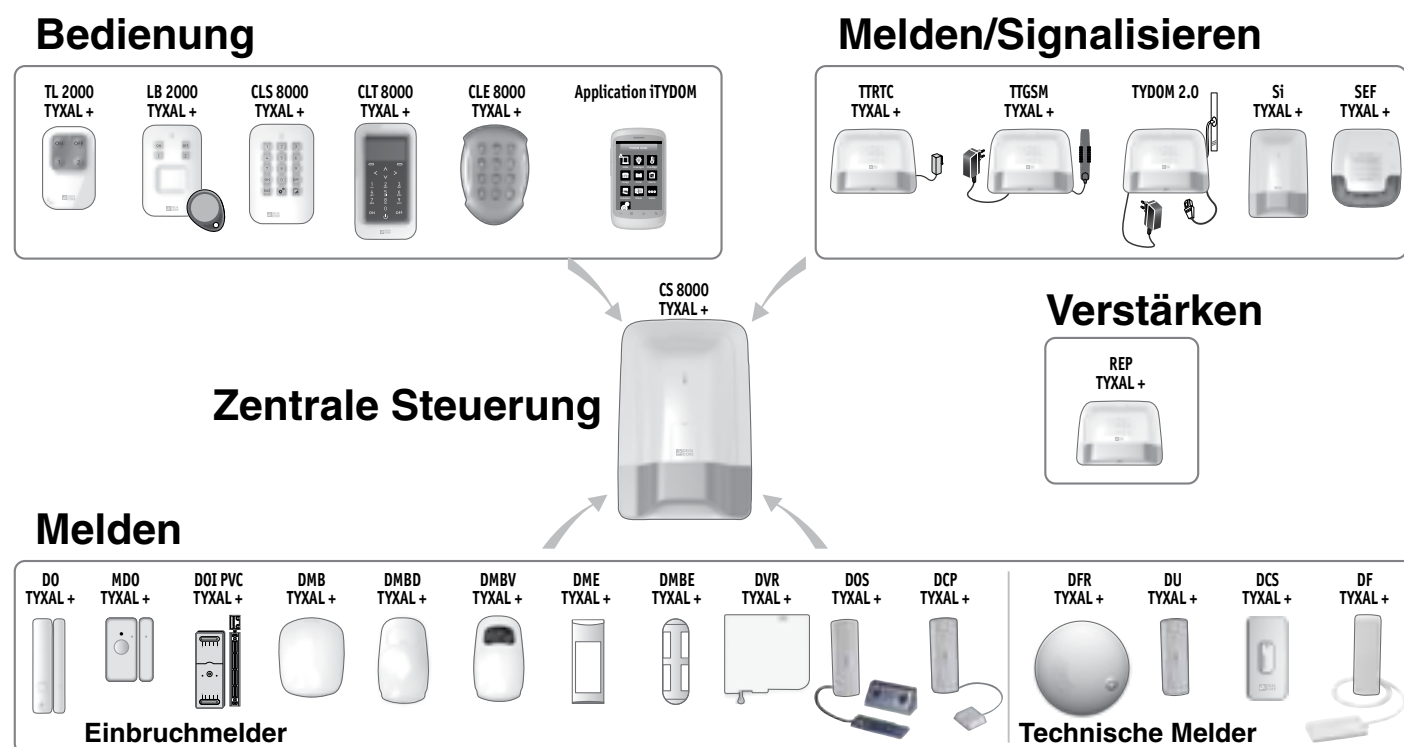 Bedienung
TL 2000
TYXAL +
LB 2000
TYXAL +
CLS 8000
TYXAL +
CLT 8000
TYXAL +
CLE 8000
TYXAL +
Application iTYDOM
Melden/Signalisieren
TTRTC
TYXAL +
TTGSM
TYXAL +
TYDOM 2.0
Si
TYXAL +
SEF
TYXAL +
CS 8000
TYXAL +
Zentrale Steuerung
Verstärken
REP
TYXAL +
Melden
DO
TYXAL +
MDO
TYXAL +
DOI PVC
TYXAL +
DMB
TYXAL +
DMBD
TYXAL +
DMBV
TYXAL +
DME
TYXAL +
DMBE
TYXAL +
DVR
TYXAL +
DOS
TYXAL +
DCP
TYXAL +
DFR
TYXAL +
DU
TYXAL +
DCS
TYXAL +
DF
TYXAL +
Einbruchmelder
Technische Melder